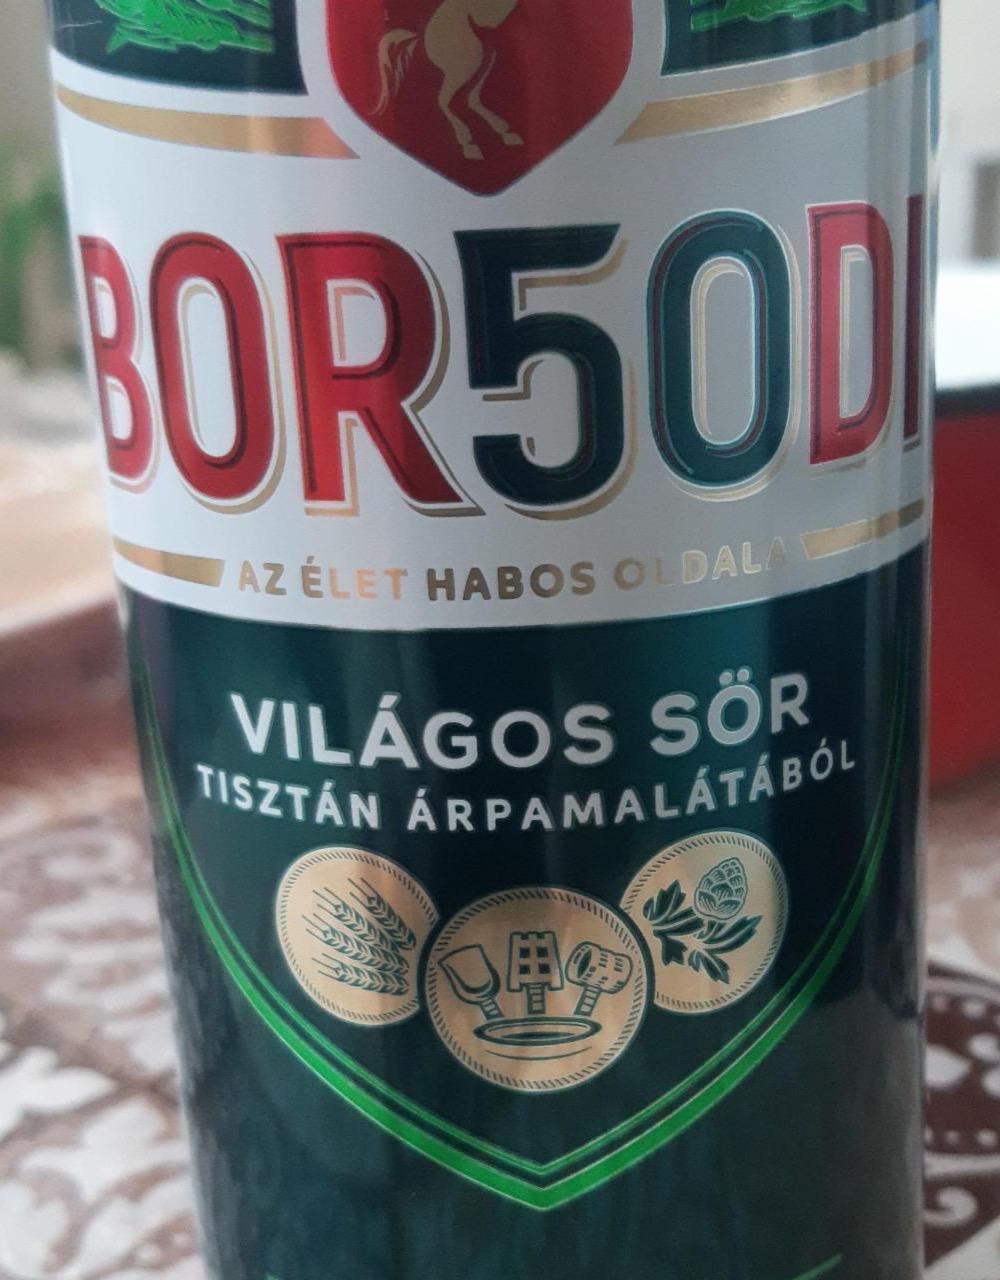 BOR50DI
AZ ÉLET HABOS OLDALA
VILÁGOS SÖR
TISZTÁN ÁRPAMALÁTÁBÓL